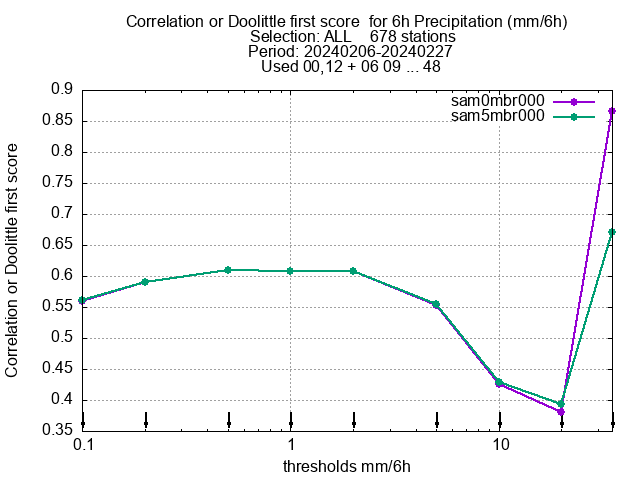 Correlation or Doolittle first score  for 6h Precipitation (mm/6h)
Selection: ALL    678 stations
Period: 20240206-20240227
Used 00,12 + 06 09 ... 48
sam0mbr000
sam5mbr000
Correlation or Doolittle first score
0.9
0.85
0.8
0.75
0.7
0.65
0.6
0.55
0.5
0.45
0.4
0.35
0.1 1 10
thresholds mm/6h